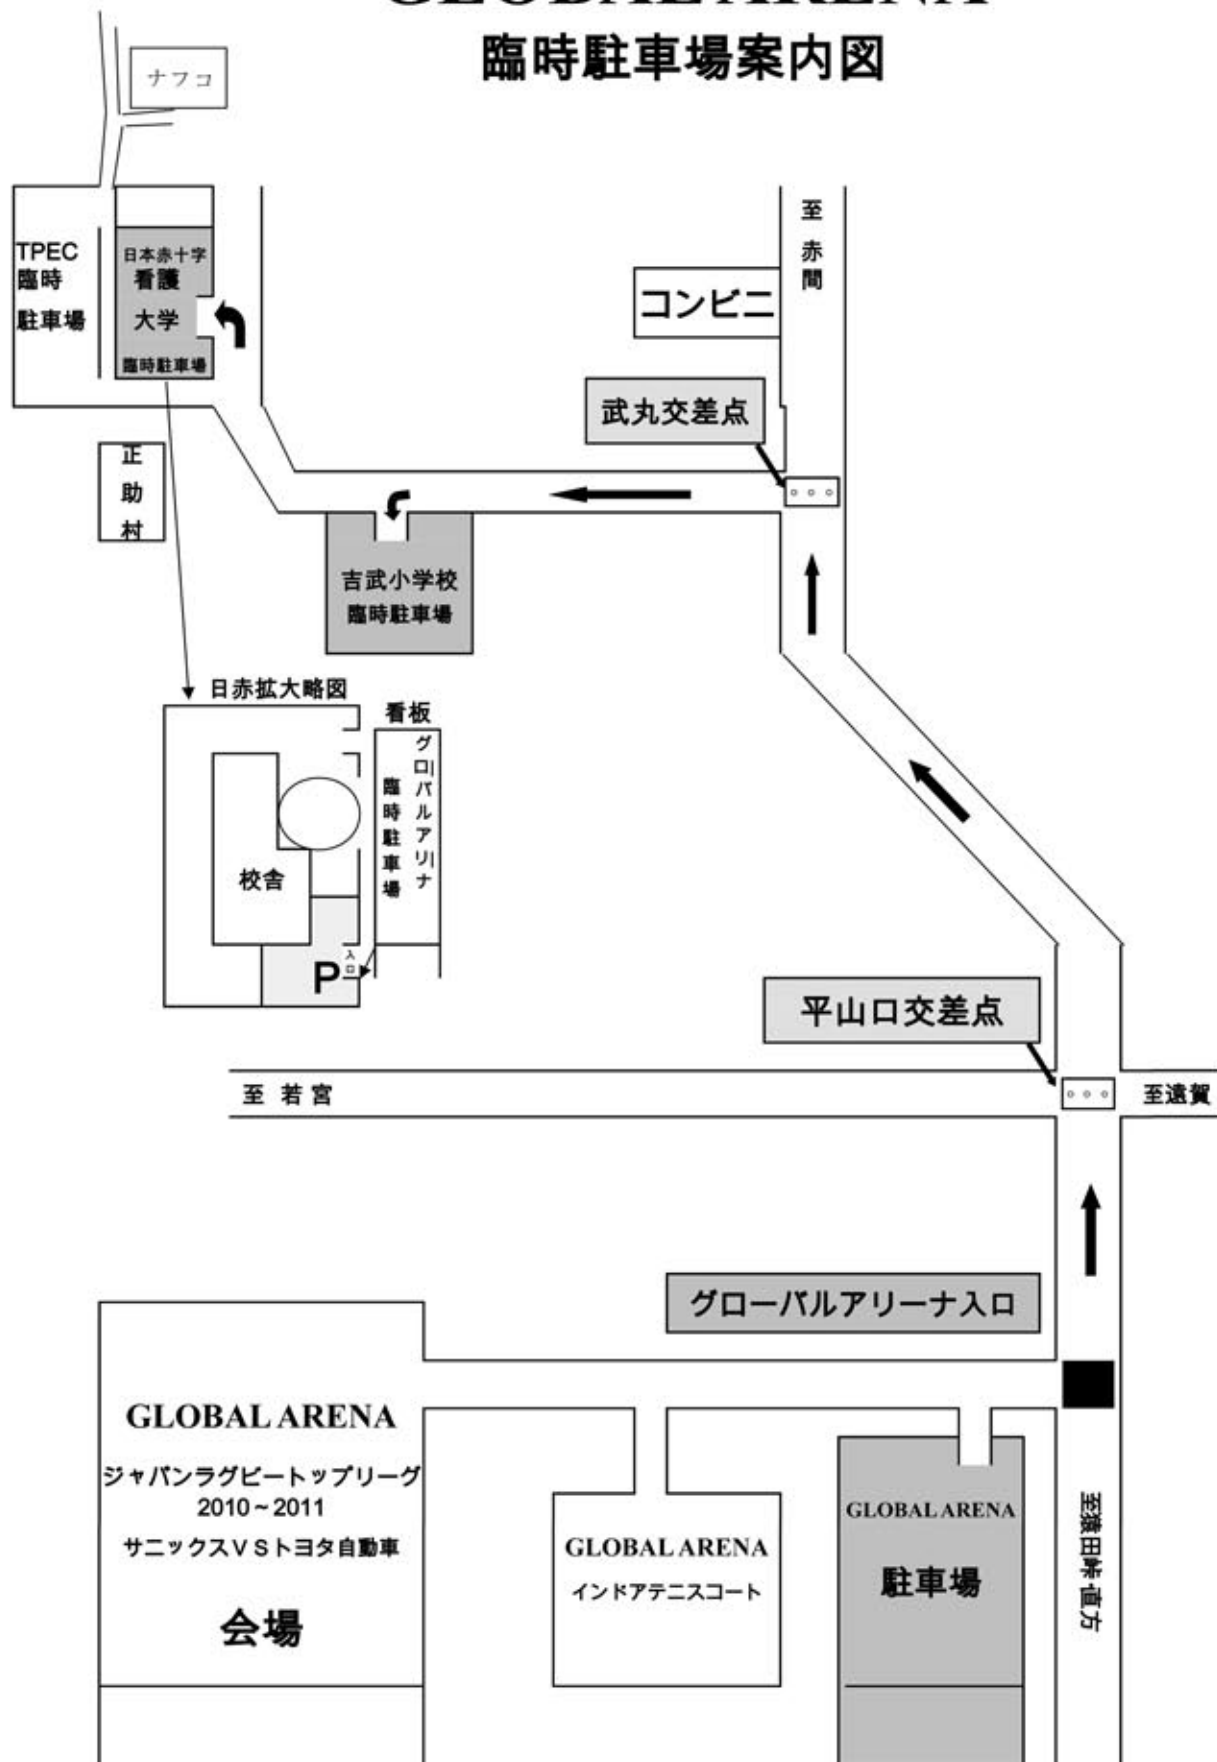 GLOBAL ARENA
臨時駐車場案内図
ナフコ
TPEC
臨時
駐車場
日本赤十字
看護
大学
臨時駐車場
至赤間
コンビニ
武丸交差点
正助村
吉武小学校
臨時駐車場
日赤拡大略図
看板
グローバルアリーナ
臨時駐車場
校舎
入口
P
平山口交差点
至 若宮
至遠賀
グローバルアリーナ入口
GLOBAL ARENA
ジャパンラグビートップリーグ
2010~2011
サニックスVSトヨタ自動車
会場
GLOBAL ARENA
インドアテニスコート
GLOBAL ARENA
駐車場
至猿田峠・直方